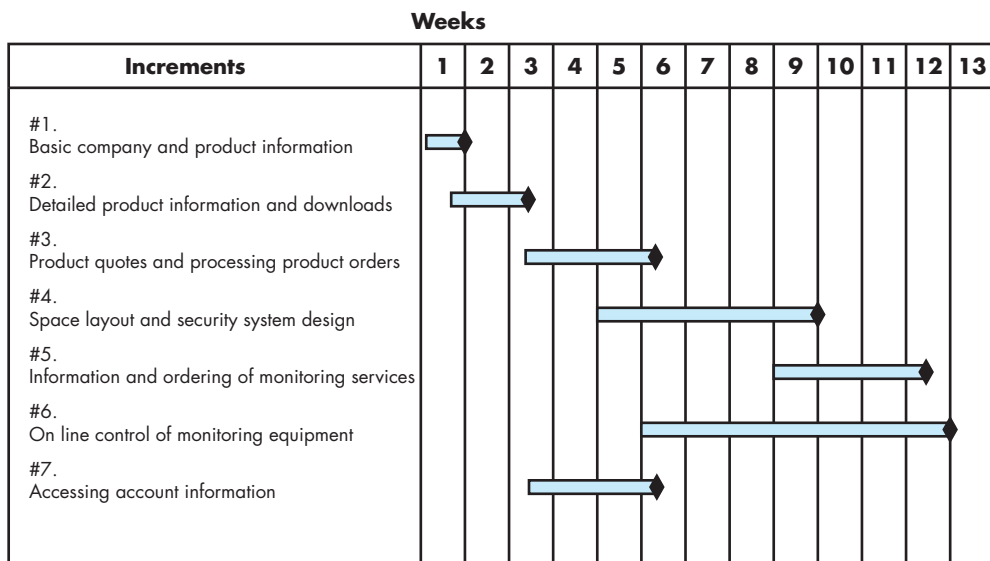 Weeks
Increments 1 2 3 4 5 6 7 8 9 10 11 12 13
#1.
Basic company and product information
#2.
Detailed product information and downloads
#3.
Product quotes and processing product orders
#4.
Space layout and security system design
#5.
Information and ordering of monitoring services
#6.
On line control of monitoring equipment
#7.
Accessing account information